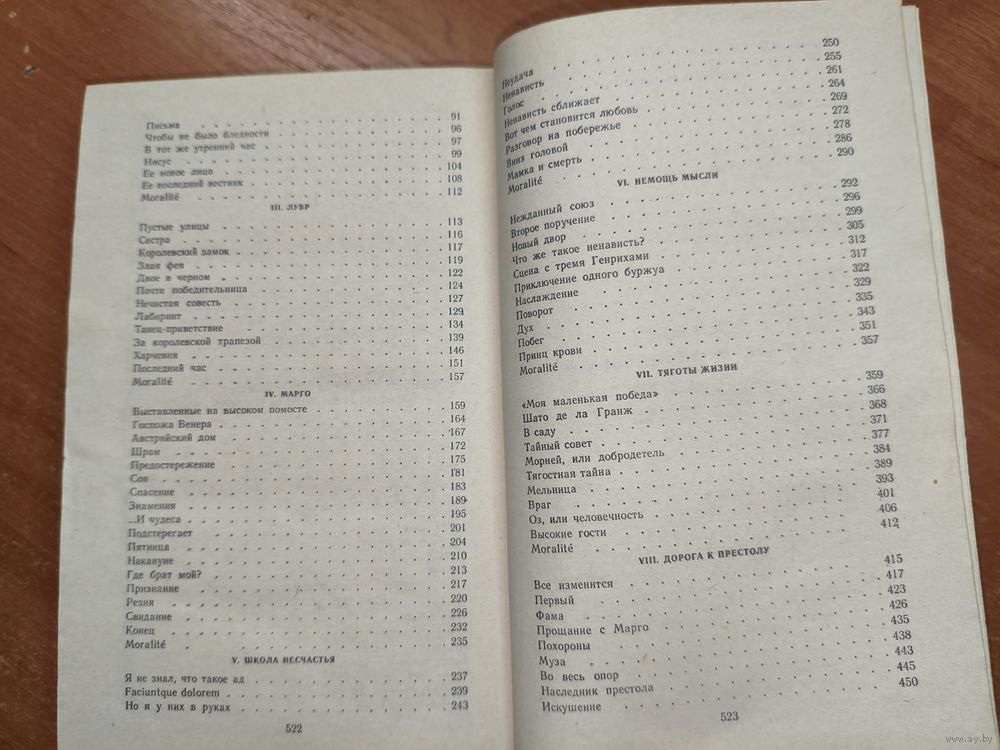 Письма 91
Чтобы не было бледности 96
В тот же утренний час 97
Иисус 99
Ее новое лицо 104
Ее последний вестник 108
Moralité 112
III. ЛУВР
Пустые улицы 113
Сестра 116
Королевский замок 117
Злая фея 119
Двое в черном 122
Почти победительница 124
Нечистая совесть 127
Лабиринт 129
Танец-приветствие 134
За королевской трапезой 139
Харчевня 146
Последний час 151
Moralité 157
IV. МАРГО
Выставленные на высоком помосте 159
Госпожа Венера 164
Австрийский дом 167
Шрам 172
Предостережение 175
Сон 181
Спасение 183
Знамения 189
...И чудеса 195
Подстерегает 201
Пятница 204
Накануне 210
Где брат мой? 213
Признание 217
Резня 220
Свидание 226
Конец 232
Moralité 235
V. ШКОЛА НЕСЧАСТЬЯ
Я не знал, что такое ад 237
Faciuntque dolorem 239
Но я у них в руках 243
522
Неудача 250
Ненависть 255
Голос 261
Ненависть сближает 264
Вот чем становится любовь 269
Разговор на побережье 272
Вниз головой 278
Мамка и смерть 286
Moralité 290
VI. НЕМОЩЬ МЫСЛИ
Нежданный союз 292
Второе поручение 296
Новый двор 299
Что же такое ненависть? 305
Сцена с тремя Генрихами 312
Приключение одного буржуа 317
Наслаждение 322
Поворот 329
Дух 335
Побег 343
Принц крови 351
Moralité 357
VII. ТЯГОТЫ ЖИЗНИ
«Моя маленькая победа» 359
Шато де ла Гранж 366
В саду 368
Тайный совет 371
Морней, или добродетель 377
Тягостная тайна 384
Мельница 389
Враг 393
Оз, или человечность 401
Высокие гости 406
Moralité 412
VIII. ДОРОГА К ПРЕСТОЛУ
Все изменится 415
Первый 417
Фама 423
Прощание с Марго 426
Похороны 435
Муза 438
Во весь опор 443
Наследник престола 445
Искушение 450
523
www.ay.by